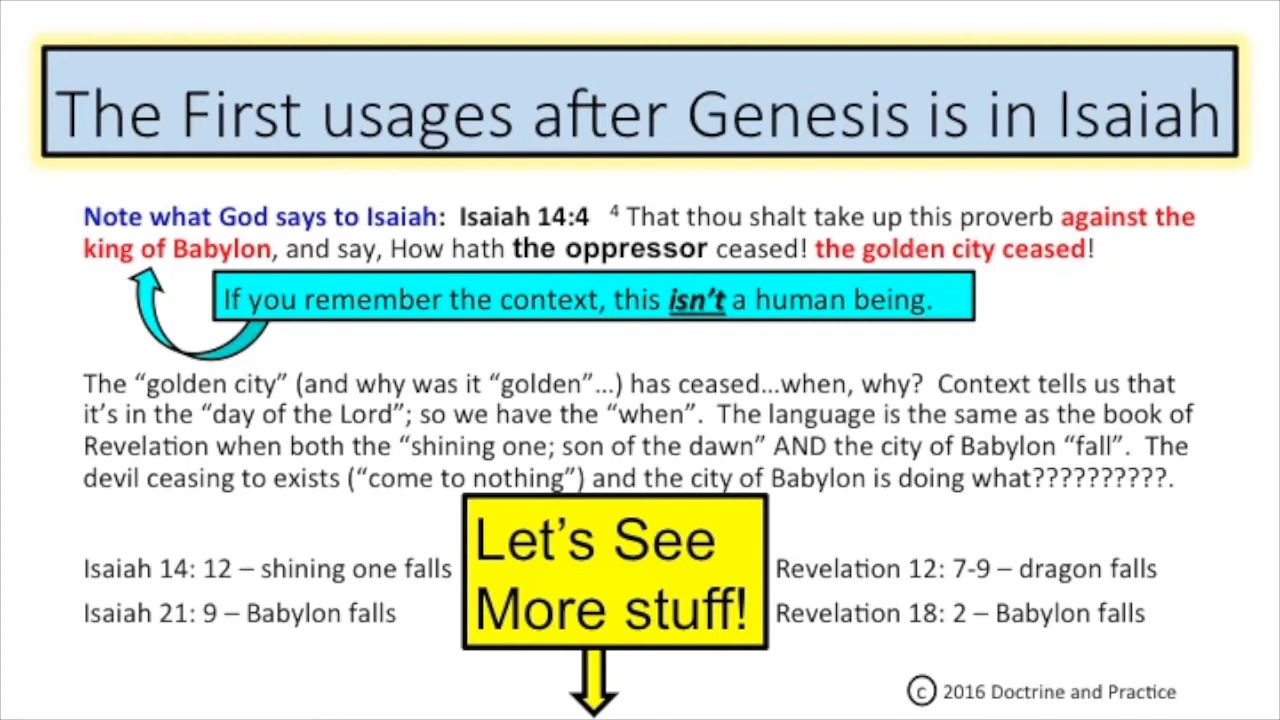 The First usages after Genesis is in Isaiah
Note what God says to Isaiah: Isaiah 14:4 ⁴ That thou shalt take up this proverb against the
king of Babylon, and say, How hath the oppressor ceased! the golden city ceased!
If you remember the context, this isn't a human being.
The “golden city” (and why was it “golden”…) has ceased…when, why? Context tells us that
it’s in the “day of the Lord”; so we have the “when”. The language is the same as the book of
Revelation when both the “shining one; son of the dawn” AND the city of Babylon “fall”. The
devil ceasing to exists (“come to nothing”) and the city of Babylon is doing what??????????.
Let’s See
More stuff!
Isaiah 14: 12 – shining one falls
Isaiah 21: 9 – Babylon falls
Revelation 12: 7-9 – dragon falls
Revelation 18: 2 – Babylon falls
© 2016 Doctrine and Practice